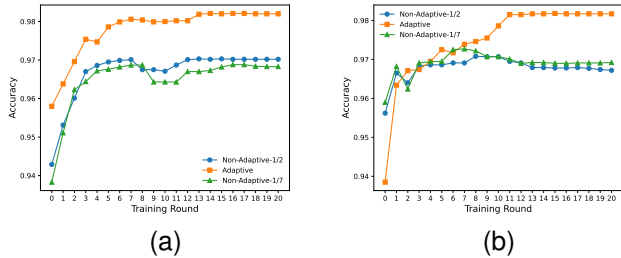 0.98
0.97
0.96
0.95
0.94
Accuracy
Non-Adaptive-1/2
Adaptive
Non-Adaptive-1/7
0 1 2 3 4 5 6 7 8 9 10 11 12 13 14 15 16 17 18 19 20
Training Round
(a)
0.98
0.97
0.96
0.95
0.94
Accuracy
Non-Adaptive-1/2
Adaptive
Non-Adaptive-1/7
0 1 2 3 4 5 6 7 8 9 10 11 12 13 14 15 16 17 18 19 20
Training Round
(b)